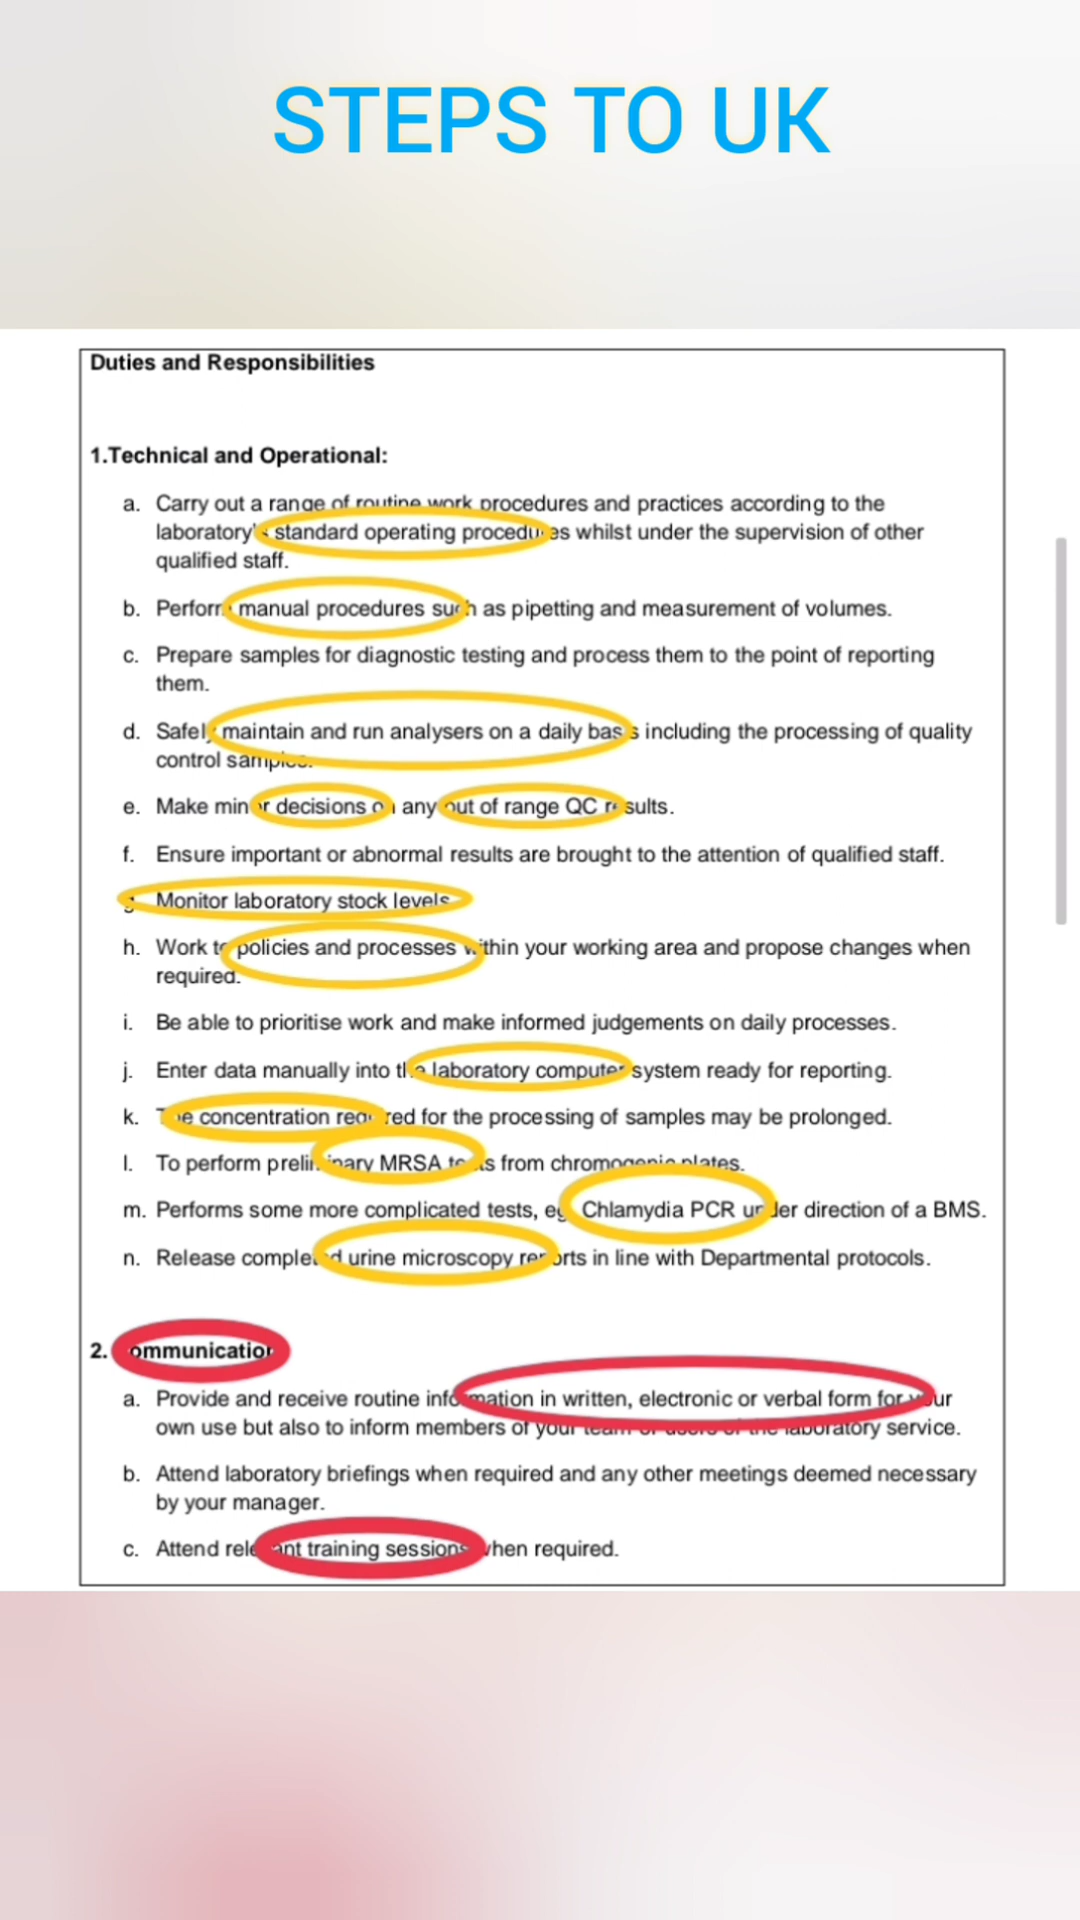 STEPS TO UK
Duties and Responsibilities
1.Technical and Operational:
a. Carry out a range of routine work procedures and practices according to the
laboratory's standard operating procedures whilst under the supervision of other
qualified staff.
b. Perform manual procedures such as pipetting and measurement of volumes.
c. Prepare samples for diagnostic testing and process them to the point of reporting
them.
d. Safely maintain and run analysers on a daily basis including the processing of quality
control samples.
e. Make minor decisions on any out of range QC results.
f. Ensure important or abnormal results are brought to the attention of qualified staff.
g. Monitor laboratory stock levels
h. Work to policies and processes within your working area and propose changes when
required.
i. Be able to prioritise work and make informed judgements on daily processes.
j. Enter data manually into the laboratory computer system ready for reporting.
k. The concentration required for the processing of samples may be prolonged.
l. To perform preliminary MRSA tests from chromogenic plates.
m. Performs some more complicated tests, eg Chlamydia PCR under direction of a BMS.
n. Release completed urine microscopy reports in line with Departmental protocols.
2. Communication
a. Provide and receive routine information in written, electronic or verbal form for your
own use but also to inform members of your team or users of the laboratory service.
b. Attend laboratory briefings when required and any other meetings deemed necessary
by your manager.
c. Attend relevant training sessions when required.